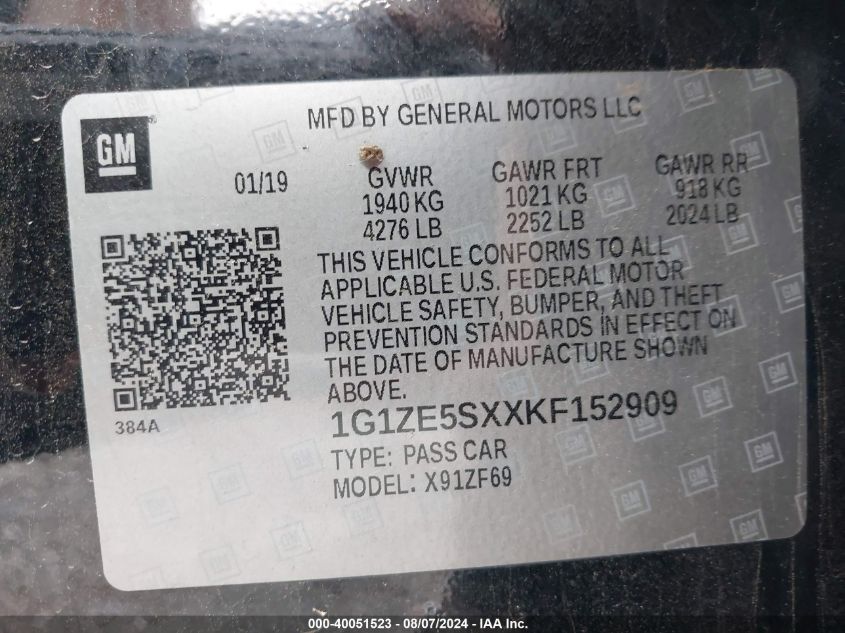 MFD BY GENERAL MOTORS LLC
GM
01/19
GVWR GAWR FRT GAWR RR
1940 KG 1021 KG 918 KG
4276 LB 2252 LB 2024 LB
THIS VEHICLE CONFORMS TO ALL
APPLICABLE U.S. FEDERAL MOTOR
VEHICLE SAFETY, BUMPER, AND THEFT
PREVENTION STANDARDS IN EFFECT ON
THE DATE OF MANUFACTURE SHOWN
ABOVE.
384A
1G1ZE5SXXKF152909
TYPE: PASS CAR
MODEL: X91ZF69
000-40051523 - 08/07/2024 - IAA Inc.